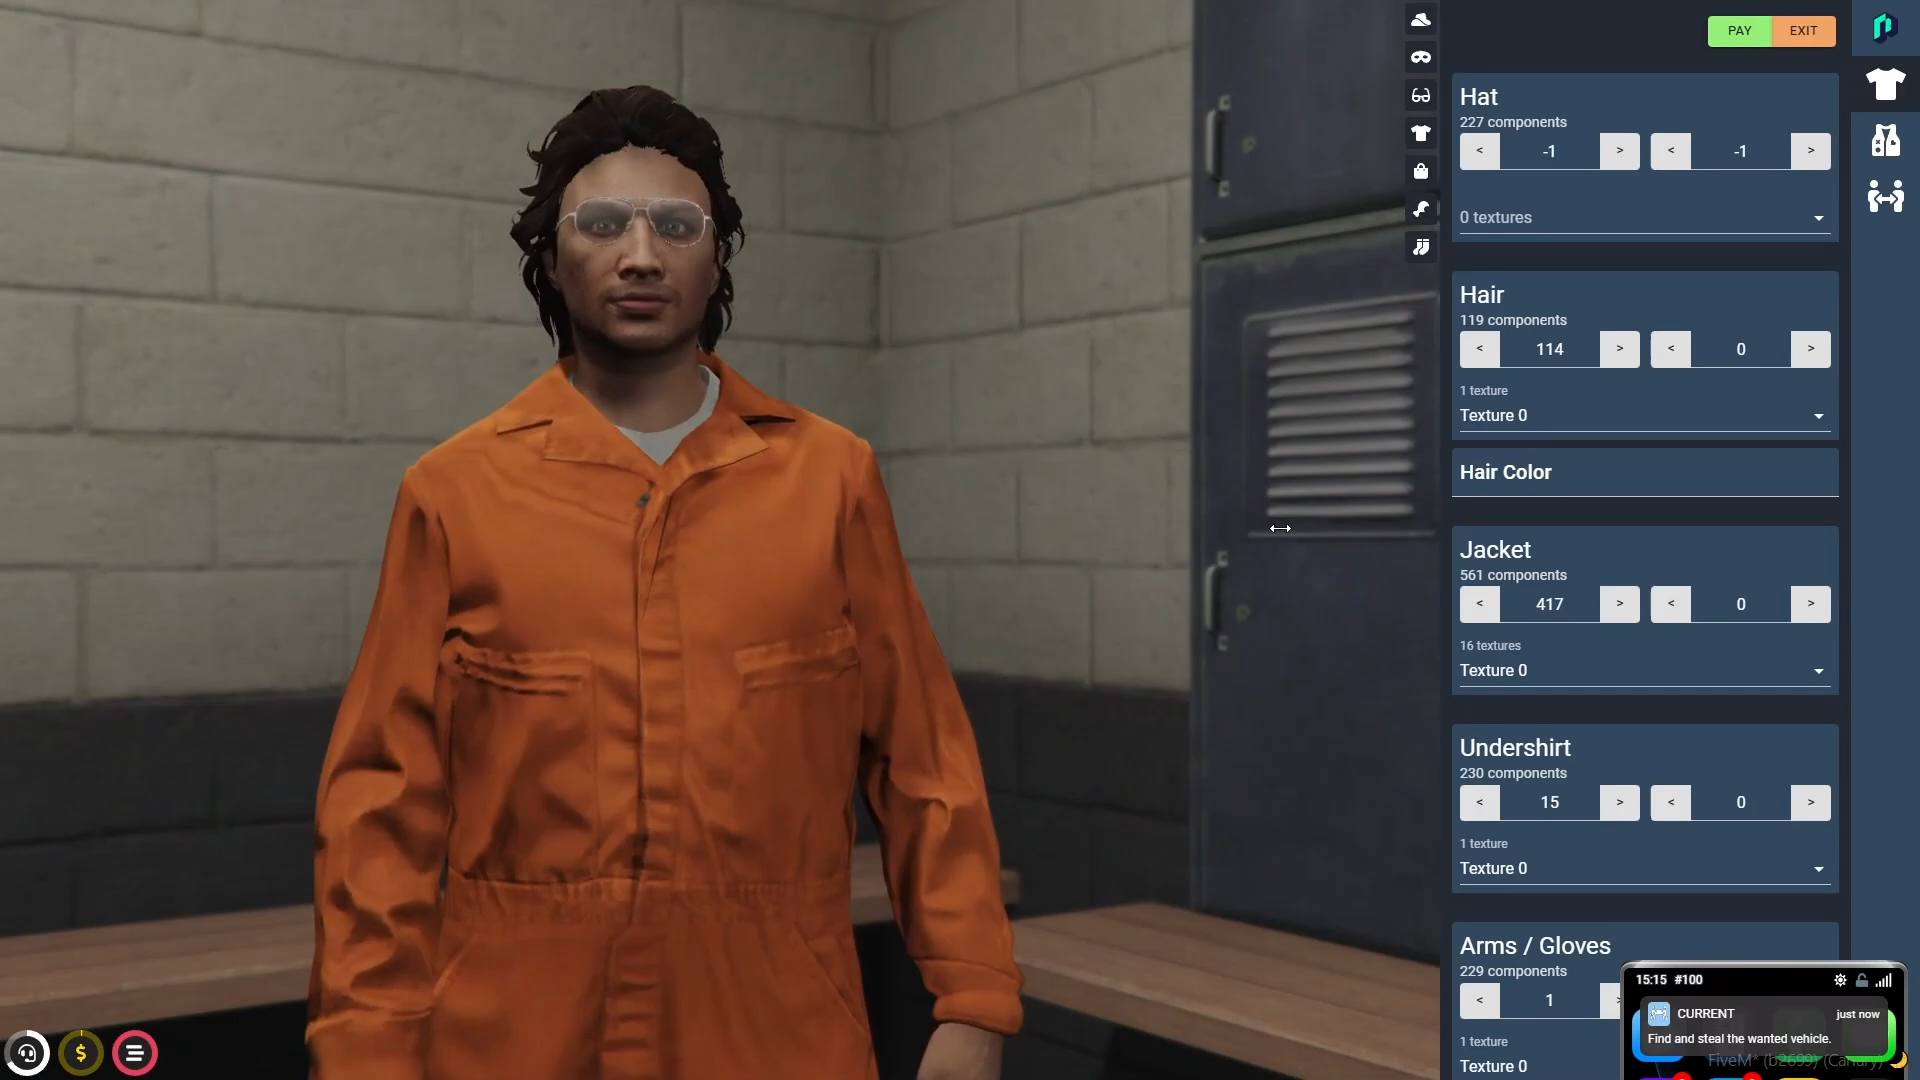 PAY
EXIT
Hat
227 components
< -1 > < -1 >
0 textures
Hair
119 components
< 114 > < 0 >
1 texture
Texture 0
Hair Color
Jacket
561 components
< 417 > < 0 >
16 textures
Texture 0
Undershirt
230 components
< 15 > < 0 >
1 texture
Texture 0
Arms / Gloves
229 components
< 1 >
1 texture
Texture 0
15:15 #100
CURRENT just now
Find and steal the wanted vehicle.
FiveM* (b2699) (Canary)
$